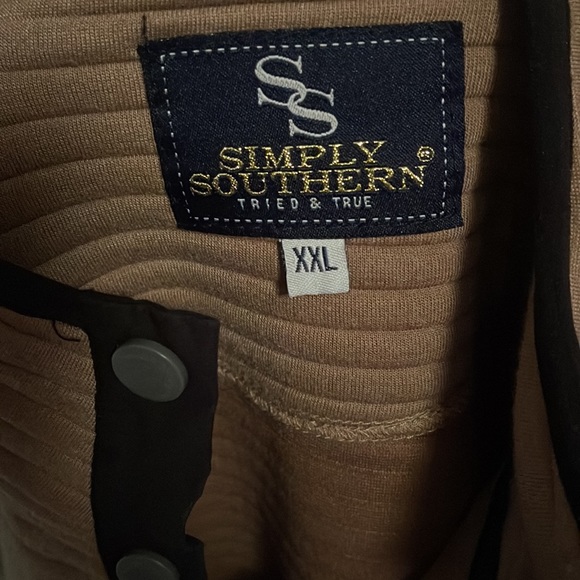 SS
SIMPLY
SOUTHERN®
TRIED & TRUE
XXL